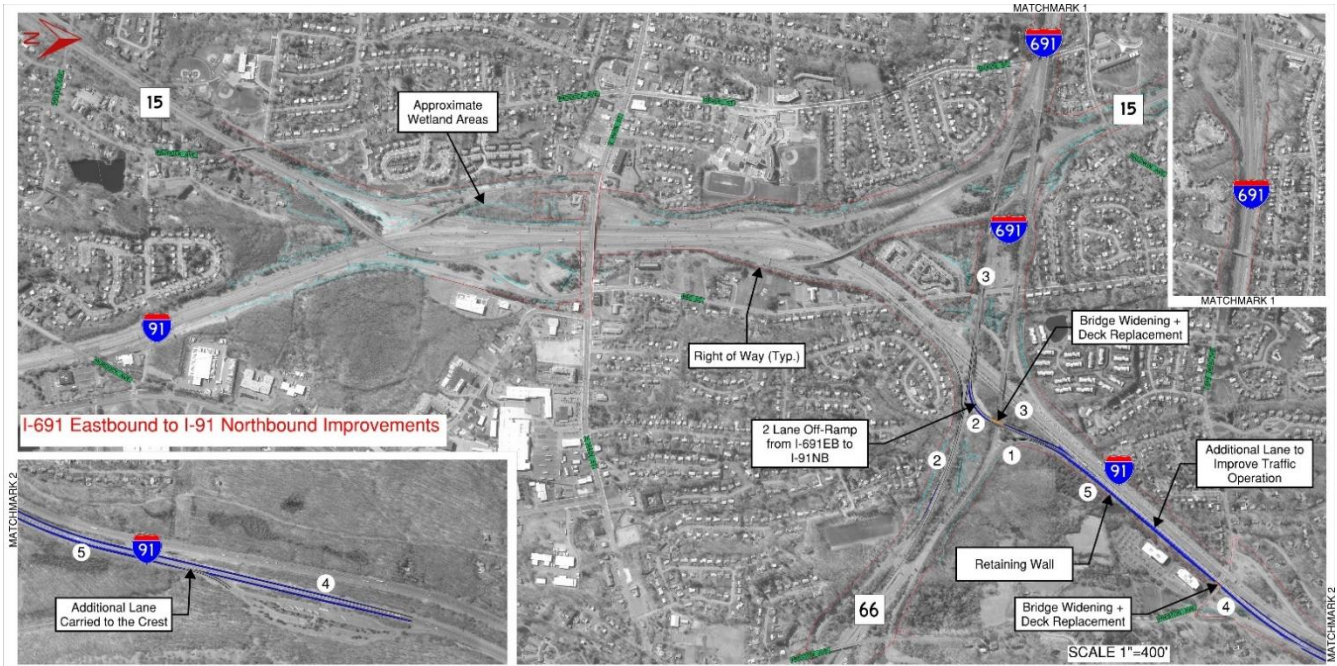 MATCHMARK 1
N
691
15
Approximate
Wetland Areas
15
691
691
MATCHMARK 1
3
Bridge Widening +
Deck Replacement
91
Right of Way (Typ.)
I-691 Eastbound to I-91 Northbound Improvements
2 Lane Off-Ramp
from I-691EB to
I-91NB
2
3
1
2
Additional Lane to
Improve Traffic
Operation
91
5
MATCHMARK 2
91
5
4
Additional Lane
Carried to the Crest
Retaining Wall
Bridge Widening +
Deck Replacement
4
66
SCALE 1"=400'
MATCHMARK 2